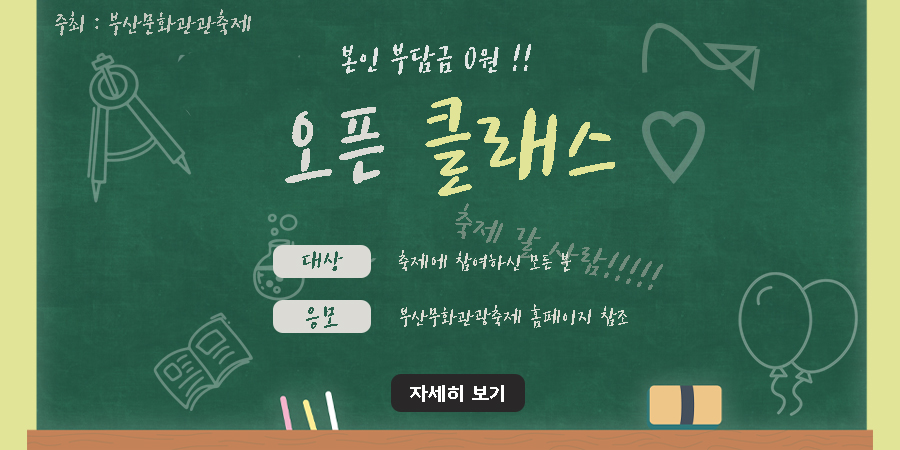 주최 : 부산문화관관축제
본인 부담금 0원 !!
오픈 클래스
축제 갈 사람!!!!!
대상 축제에 참여하신 모든 분
응모 부산무화관광축제 홈페이지 참조
자세히 보기